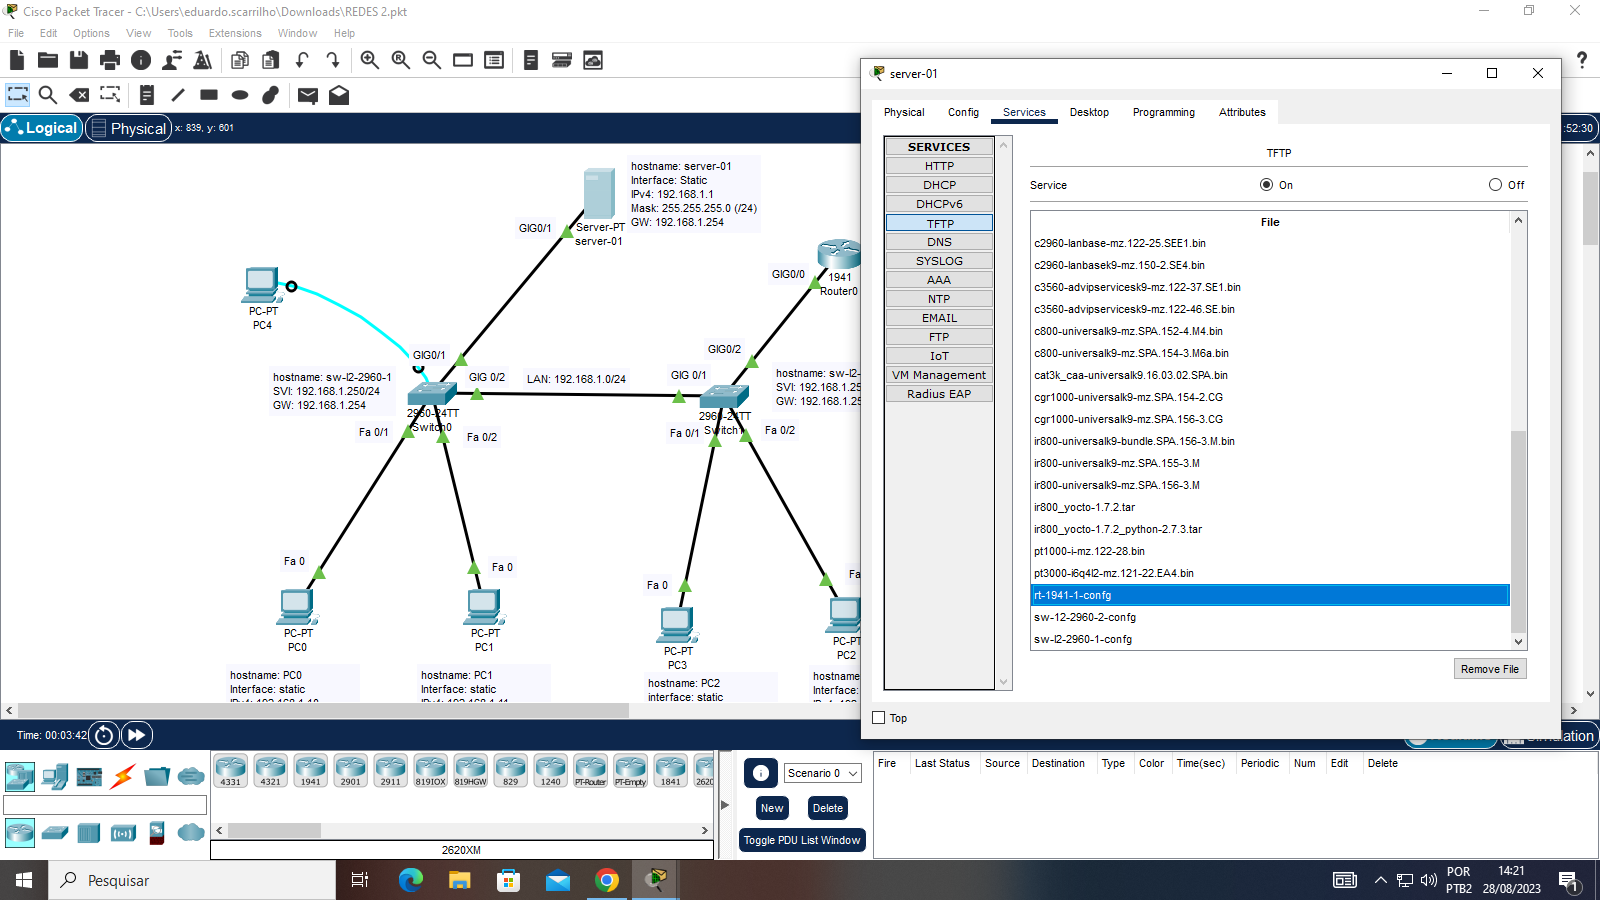 Cisco Packet Tracer - C:\Users\eduardo.scarrilho\Downloads\REDES 2.pkt
File Edit Options View Tools Extensions Window Help
Logical Physical x: 839, y: 601
:52:30
hostname: server-01
Interface: Static
IPv4: 192.168.1.1
Mask: 255.255.255.0 (/24)
GW: 192.168.1.254
GIG0/1
Server-PT
server-01
GIG0/0
1941
Router0
PC-PT
PC4
GIG0/1
GIG0/2
hostname: sw-l2-2960-1
SVI: 192.168.1.250/24
GW: 192.168.1.254
GIG 0/2
LAN: 192.168.1.0/24
GIG 0/1
hostname: sw-l2-
SVI: 192.168.1.25
GW: 192.168.1.25
2960-24TT
Switch0
2960-24TT
Switch1
Fa 0/1
Fa 0/2
Fa 0/1
Fa 0/2
Fa 0
Fa 0
Fa 0
Fa
PC-PT
PC0
PC-PT
PC1
PC-PT
PC3
PC-PT
PC2
hostname: PC0
Interface: static
hostname: PC1
Interface: static
hostname: PC2
interface: static
hostname
server-01
Physical Config Services Desktop Programming Attributes
SERVICES
HTTP
DHCP
DHCPv6
TFTP
DNS
SYSLOG
AAA
NTP
EMAIL
FTP
IoT
VM Management
Radius EAP
TFTP
Service On Off
File
c2960-lanbase-mz.122-25.SEE1.bin
c2960-lanbasek9-mz.150-2.SE4.bin
c3560-advipservicesk9-mz.122-37.SE1.bin
c3560-advipservicesk9-mz.122-46.SE.bin
c800-universalk9-mz.SPA.152-4.M4.bin
c800-universalk9-mz.SPA.154-3.M6a.bin
cat3k_caa-universalk9.16.03.02.SPA.bin
cgr1000-universalk9-mz.SPA.154-2.CG
cgr1000-universalk9-mz.SPA.156-3.CG
ir800-universalk9-bundle.SPA.156-3.M.bin
ir800-universalk9-mz.SPA.155-3.M
ir800-universalk9-mz.SPA.156-3.M
ir800_yocto-1.7.2.tar
ir800_yocto-1.7.2_python-2.7.3.tar
pt1000-i-mz.122-28.bin
pt3000-i6q4l2-mz.121-22.EA4.bin
rt-1941-1-confg
sw-12-2960-2-confg
sw-l2-2960-1-confg
Remove File
Top
Time: 00:03:42
Simulation
4331 4321 1941 2901 2911 819IOX 819HGW 829 1240 PT-Router PT-Empty 1841 2620
2620XM
Scenario 0
New Delete
Toggle PDU List Window
Fire Last Status Source Destination Type Color Time(sec) Periodic Num Edit Delete
Pesquisar
POR
PTB2
14:21
28/08/2023
1